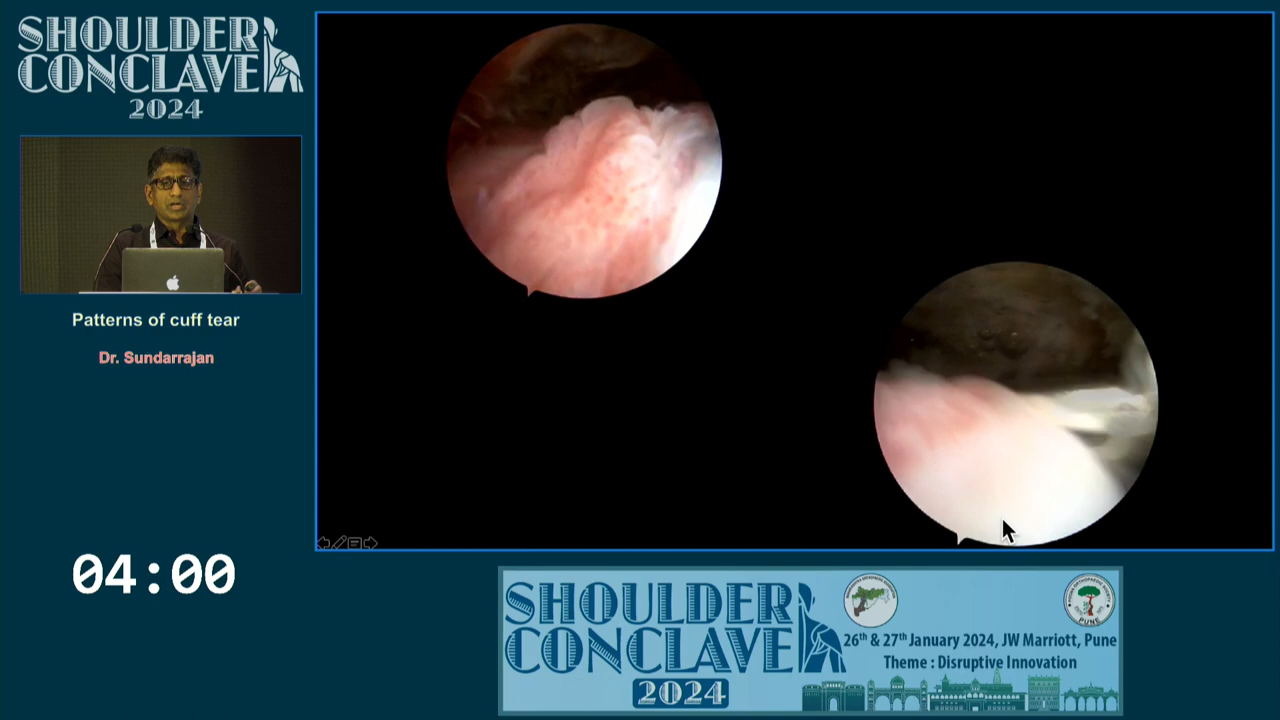 SHOULDER
CONCLAVE
2024
Patterns of cuff tear
Dr. Sundarrajan
04:00
SHOULDER
CONCLAVE
2024
26th & 27th January 2024, JW Marriott, Pune
Theme : Disruptive Innovation
PUNE